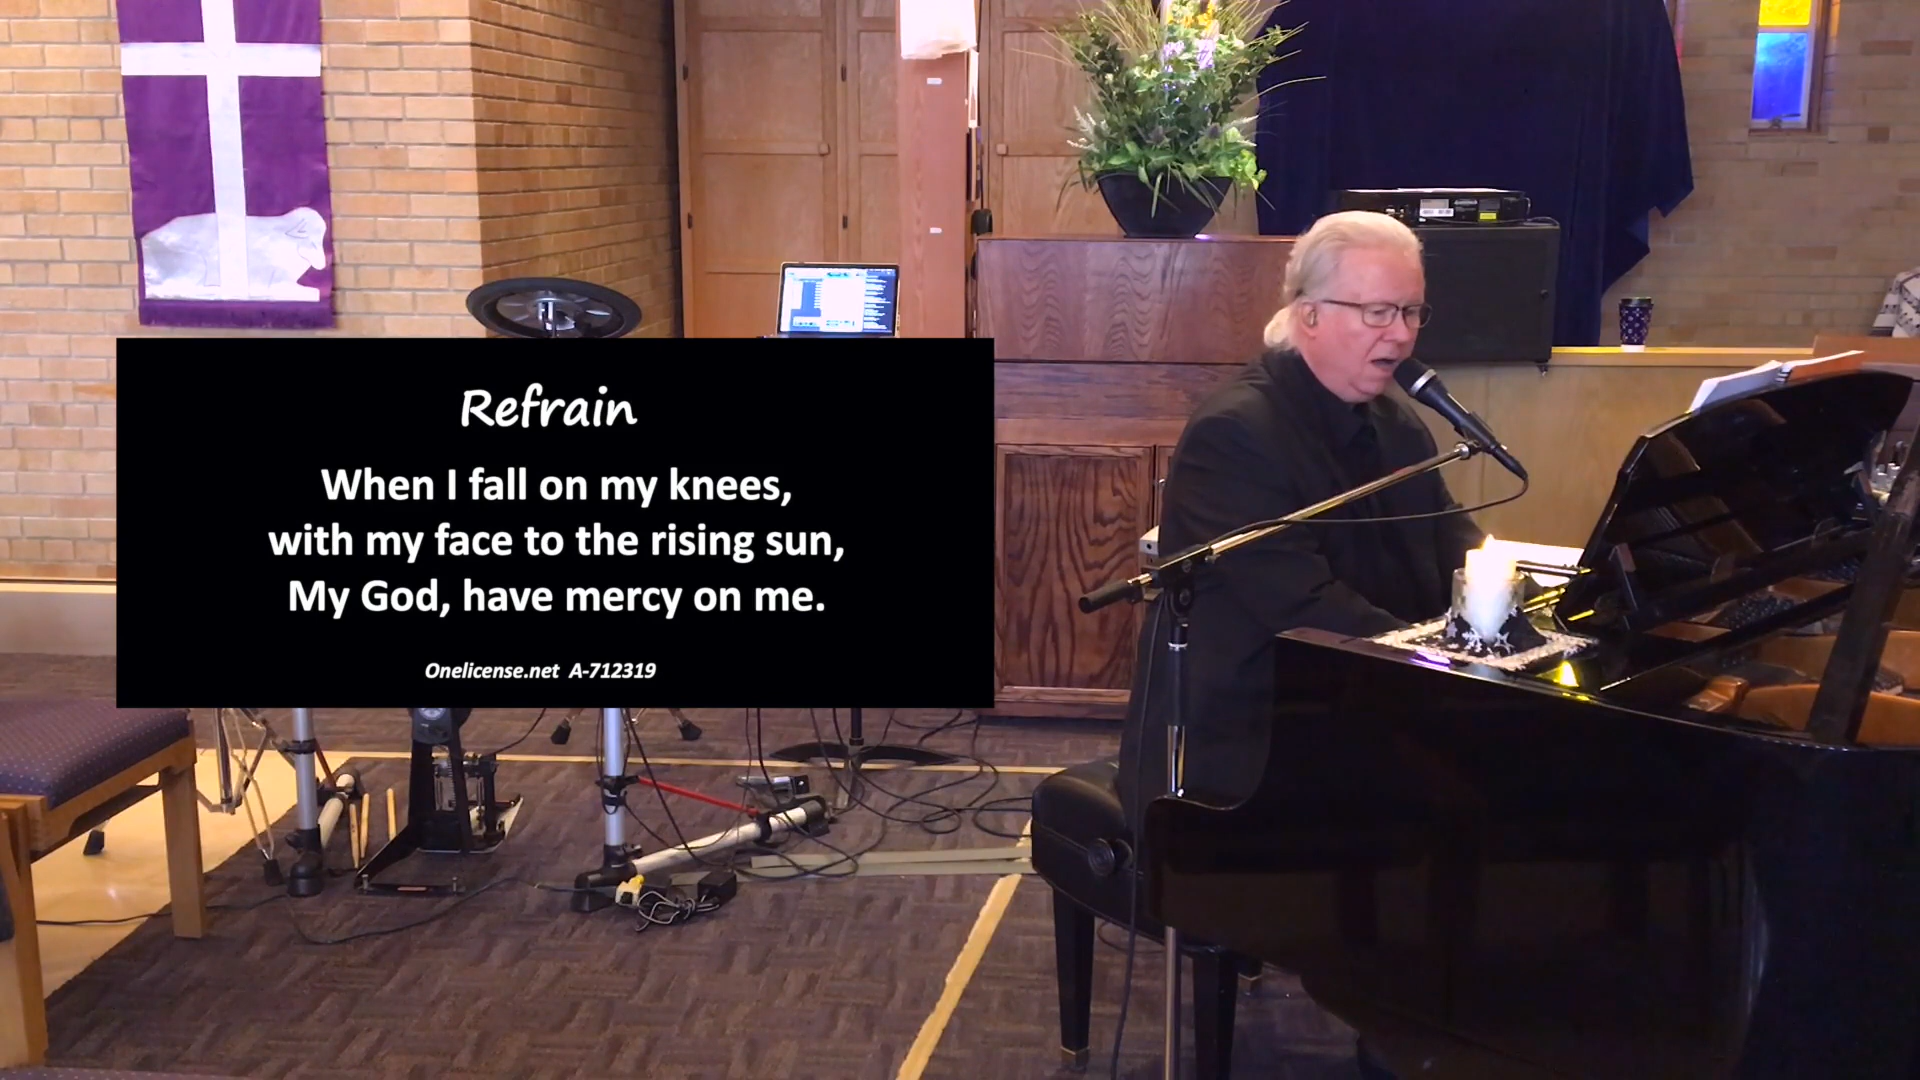 Refrain
When I fall on my knees,
with my face to the rising sun,
My God, have mercy on me.
Onelicense.net A-712319